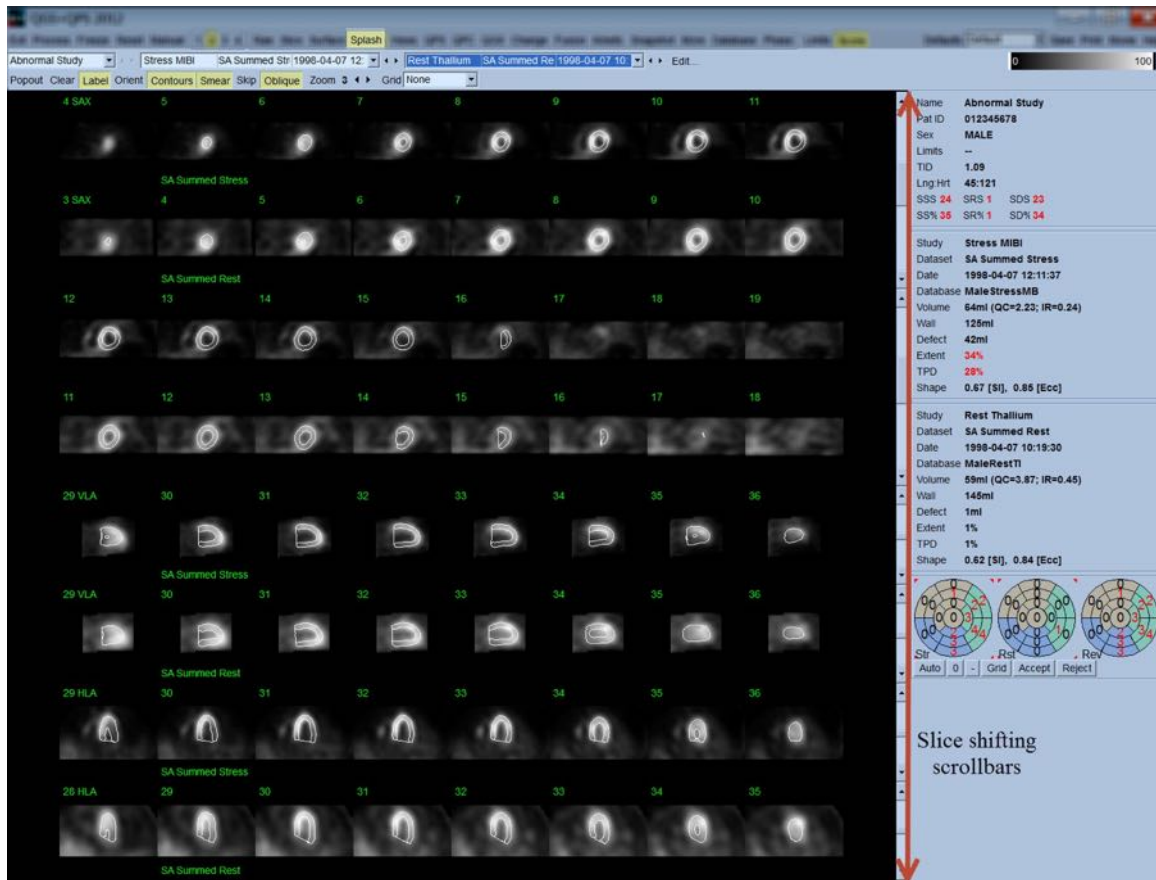 QGS+QPS 2012
Splash
Abnormal Study Stress MIBI SA Summed Str 1998-04-07 12: Rest Thallium SA Summed Re 1998-04-07 10: Edit...
0 100
Popout Clear Label Orient Contours Smear Skip Oblique Zoom 3 Grid None
4 SAX 5 6 7 8 9 10 11
SA Summed Stress
3 SAX 4 5 6 7 8 9 10
SA Summed Rest
12 13 14 15 16 17 18 19
11 12 13 14 15 16 17 18
29 VLA 30 31 32 33 34 35 36
SA Summed Stress
29 VLA 30 31 32 33 34 35 36
SA Summed Rest
29 HLA 30 31 32 33 34 35 36
SA Summed Stress
28 HLA 29 30 31 32 33 34 35
SA Summed Rest
Name Abnormal Study
Pat ID 012345678
Sex MALE
Limits --
TID 1.09
Lng:Hrt 45:121
SSS 24 SRS 1 SDS 23
SS% 35 SR% 1 SD% 34
Study Stress MIBI
Dataset SA Summed Stress
Date 1998-04-07 12:11:37
Database MaleStressMB
Volume 64ml (QC=2.23; IR=0.24)
Wall 125ml
Defect 42ml
Extent 34%
TPD 28%
Shape 0.67 [SI], 0.85 [Ecc]
Study Rest Thallium
Dataset SA Summed Rest
Date 1998-04-07 10:19:30
Database MaleRestTl
Volume 59ml (QC=3.87; IR=0.45)
Wall 145ml
Defect 1ml
Extent 1%
TPD 1%
Shape 0.62 [SI], 0.84 [Ecc]
Str Rst Rev
Auto 0 - Grid Accept Reject
Slice shifting
scrollbars